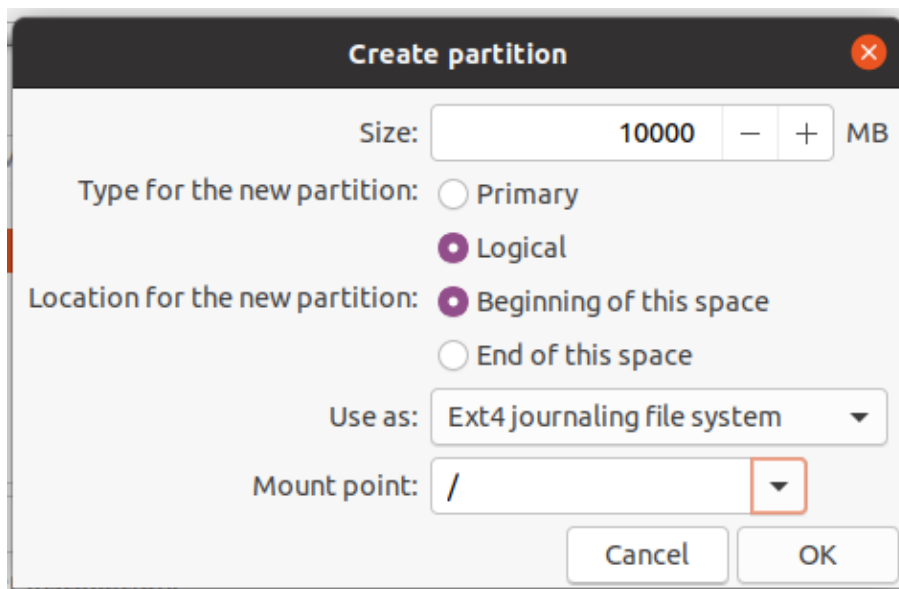 Create partition
Size: 10000 MB
Type for the new partition: Primary
Logical
Location for the new partition: Beginning of this space
End of this space
Use as: Ext4 journaling file system
Mount point: /
Cancel OK